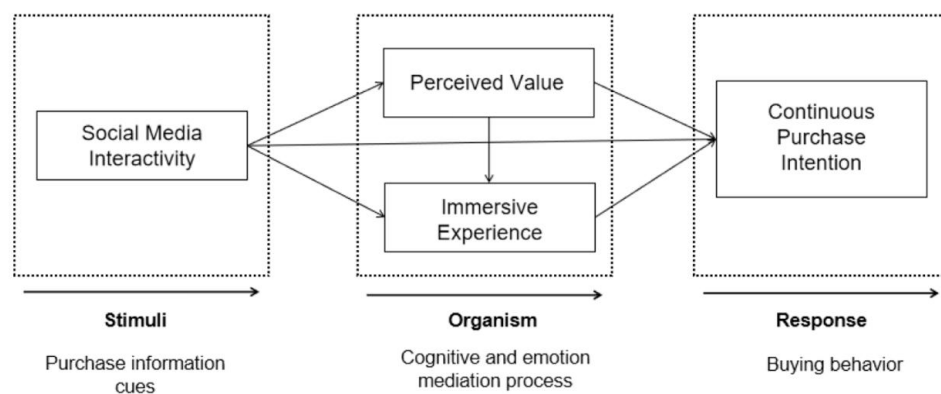 Social Media
Interactivity
Perceived Value
Immersive
Experience
Continuous
Purchase
Intention
Stimuli
Organism
Response
Purchase information
cues
Cognitive and emotion
mediation process
Buying behavior